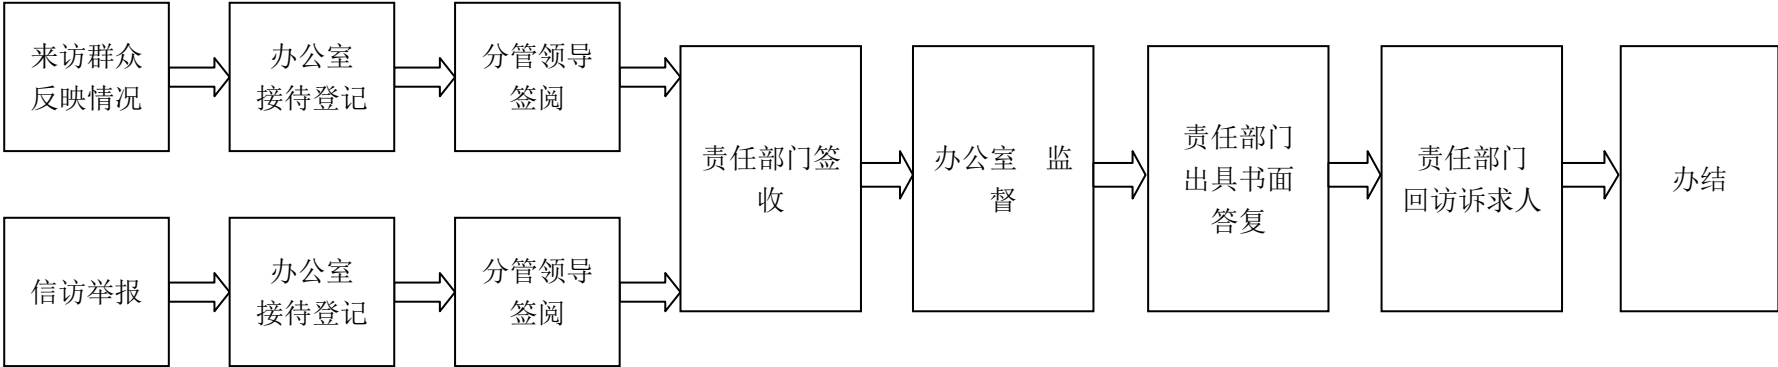 来访群众
反映情况
办公室
接待登记
分管领导
签阅
信访举报
办公室
接待登记
分管领导
签阅
责任部门签
收
办公室　监
督
责任部门
出具书面
答复
责任部门
回访诉求人
办结